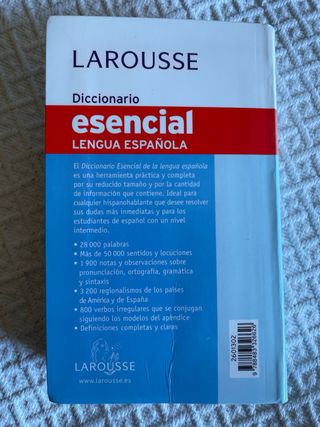 LAROUSSE
Diccionario
esencial
LENGUA ESPAÑOLA
El Diccionario Esencial de la lengua española
es una herramienta práctica y completa
por su reducido tamaño y por la cantidad
de información que contiene. Ideal para
cualquier hispanohablante que desee resolver
sus dudas más inmediatas y para los
estudiantes de español con un nivel
intermedio.
• 28 000 palabras
• Más de 50 000 sentidos y locuciones
• 1 900 notas y observaciones sobre
pronunciación, ortografía, gramática
y sintaxis
• 3 200 regionalismos de los países
de América y de España
• 800 verbos irregulares que se conjugan
siguiendo los modelos del apéndice
• Definiciones completas y claras
2601302
LAROUSSE
www.larousse.es